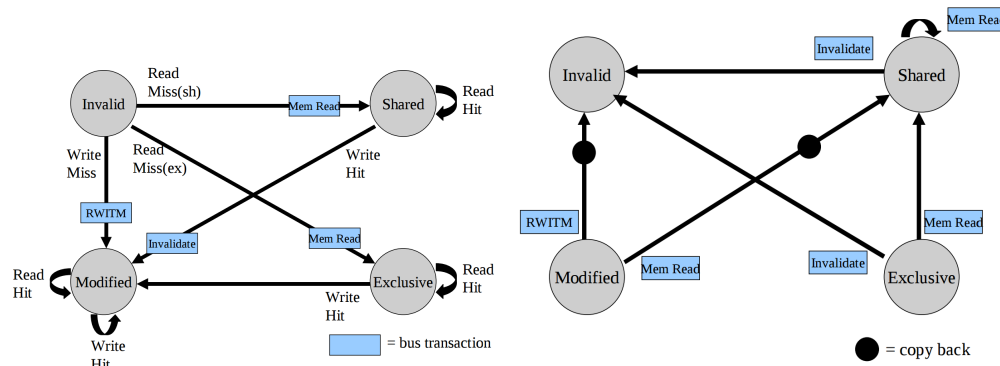 Invalid
Read
Miss(sh)
Mem Read
Shared
Read
Hit
Write
Miss
Read
Miss(ex)
Write
Hit
RWITM
Invalidate
Mem Read
Read
Hit
Modified
Write
Hit
Exclusive
Read
Hit
Write
Hit
= bus transaction
Mem Read
Invalid
Invalidate
Shared
RWITM
Mem Read
Modified
Mem Read
Invalidate
Exclusive
= copy back